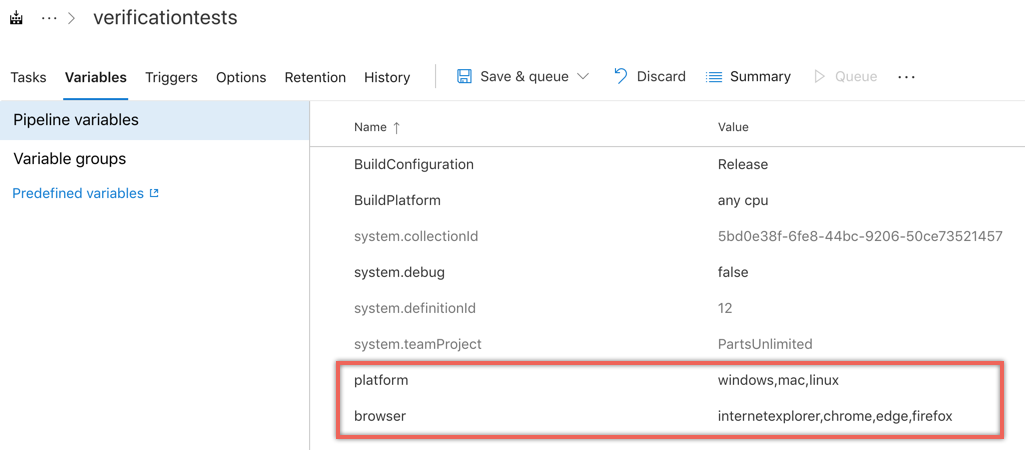 ... > verificationtests
Tasks Variables Triggers Options Retention History Save & queue Discard Summary Queue ...
Pipeline variables
Variable groups
Predefined variables
Name ↑ Value
BuildConfiguration Release
BuildPlatform any cpu
system.collectionId 5bd0e38f-6fe8-44bc-9206-50ce73521457
system.debug false
system.definitionId 12
system.teamProject PartsUnlimited
platform windows,mac,linux
browser internetexplorer,chrome,edge,firefox